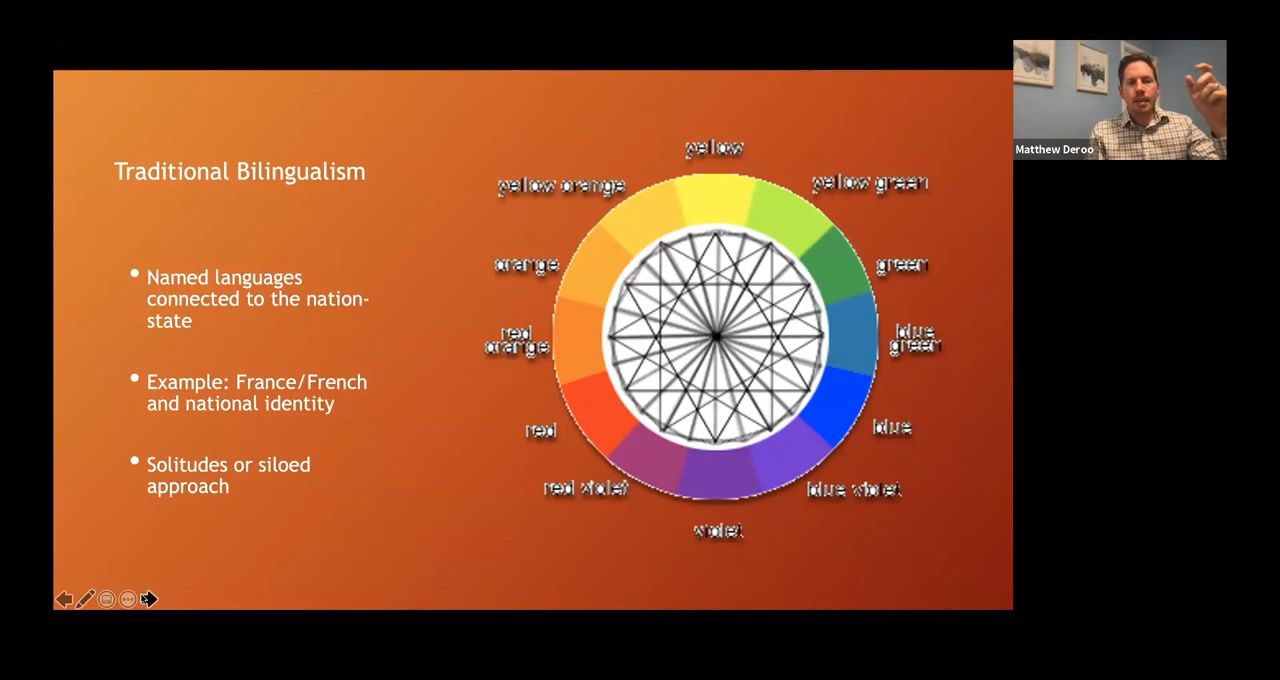 Traditional Bilingualism
Named languages
connected to the nation-
state
Example: France/French
and national identity
Solitudes or siloed
approach
yellow
yellow orange
yellow green
orange
green
red
orange
blue
green
red
blue
red violet
blue violet
violet
Matthew Deroo